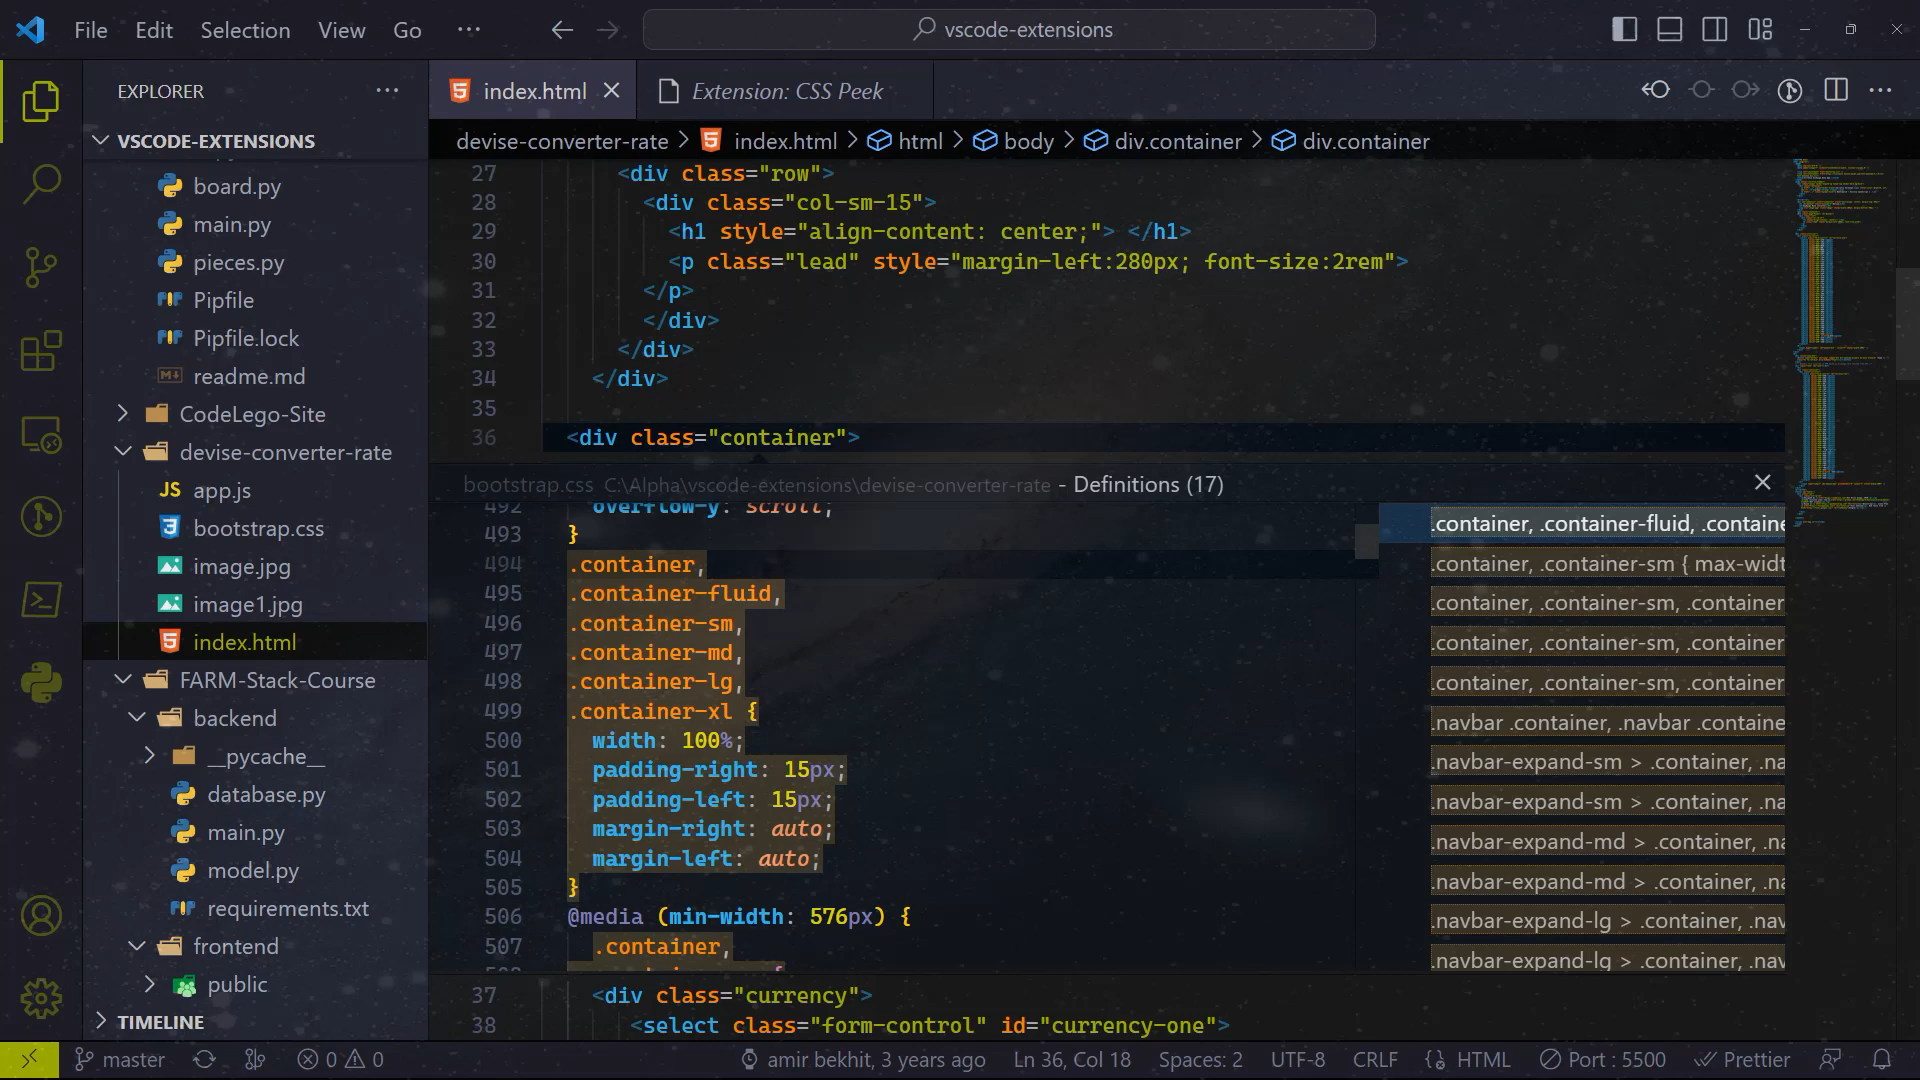 File Edit Selection View Go ··· vscode-extensions
EXPLORER
VSCODE-EXTENSIONS
board.py
main.py
pieces.py
Pipfile
Pipfile.lock
readme.md
CodeLego-Site
devise-converter-rate
JS app.js
bootstrap.css
image.jpg
image1.jpg
index.html
FARM-Stack-Course
backend
__pycache__
database.py
main.py
model.py
requirements.txt
frontend
public
TIMELINE
index.html Extension: CSS Peek
devise-converter-rate > index.html > html > body > div.container > div.container
27 <div class="row">
28 <div class="col-sm-15">
29 <h1 style="align-content: center;"> </h1>
30 <p class="lead" style="margin-left:280px; font-size:2rem">
31 </p>
32 </div>
33 </div>
34 </div>
35
36 <div class="container">
bootstrap.css C:\Alpha\vscode-extensions\devise-converter-rate - Definitions (17)
492 overflow-y: scroll;
493 }
494 .container,
495 .container-fluid,
496 .container-sm,
497 .container-md,
498 .container-lg,
499 .container-xl {
500 width: 100%;
501 padding-right: 15px;
502 padding-left: 15px;
503 margin-right: auto;
504 margin-left: auto;
505 }
506 @media (min-width: 576px) {
507 .container,
.container, .container-fluid, .containe
.container, .container-sm { max-widt
.container, .container-sm, .container
.container, .container-sm, .container
.container, .container-sm, .container
.navbar .container, .navbar .containe
.navbar-expand-sm > .container, .na
.navbar-expand-sm > .container, .na
.navbar-expand-md > .container, .na
.navbar-expand-md > .container, .na
.navbar-expand-lg > .container, .nav
.navbar-expand-lg > .container, .nav
37 <div class="currency">
38 <select class="form-control" id="currency-one">
master 0 0 amir bekhit, 3 years ago Ln 36, Col 18 Spaces: 2 UTF-8 CRLF HTML Port : 5500 Prettier